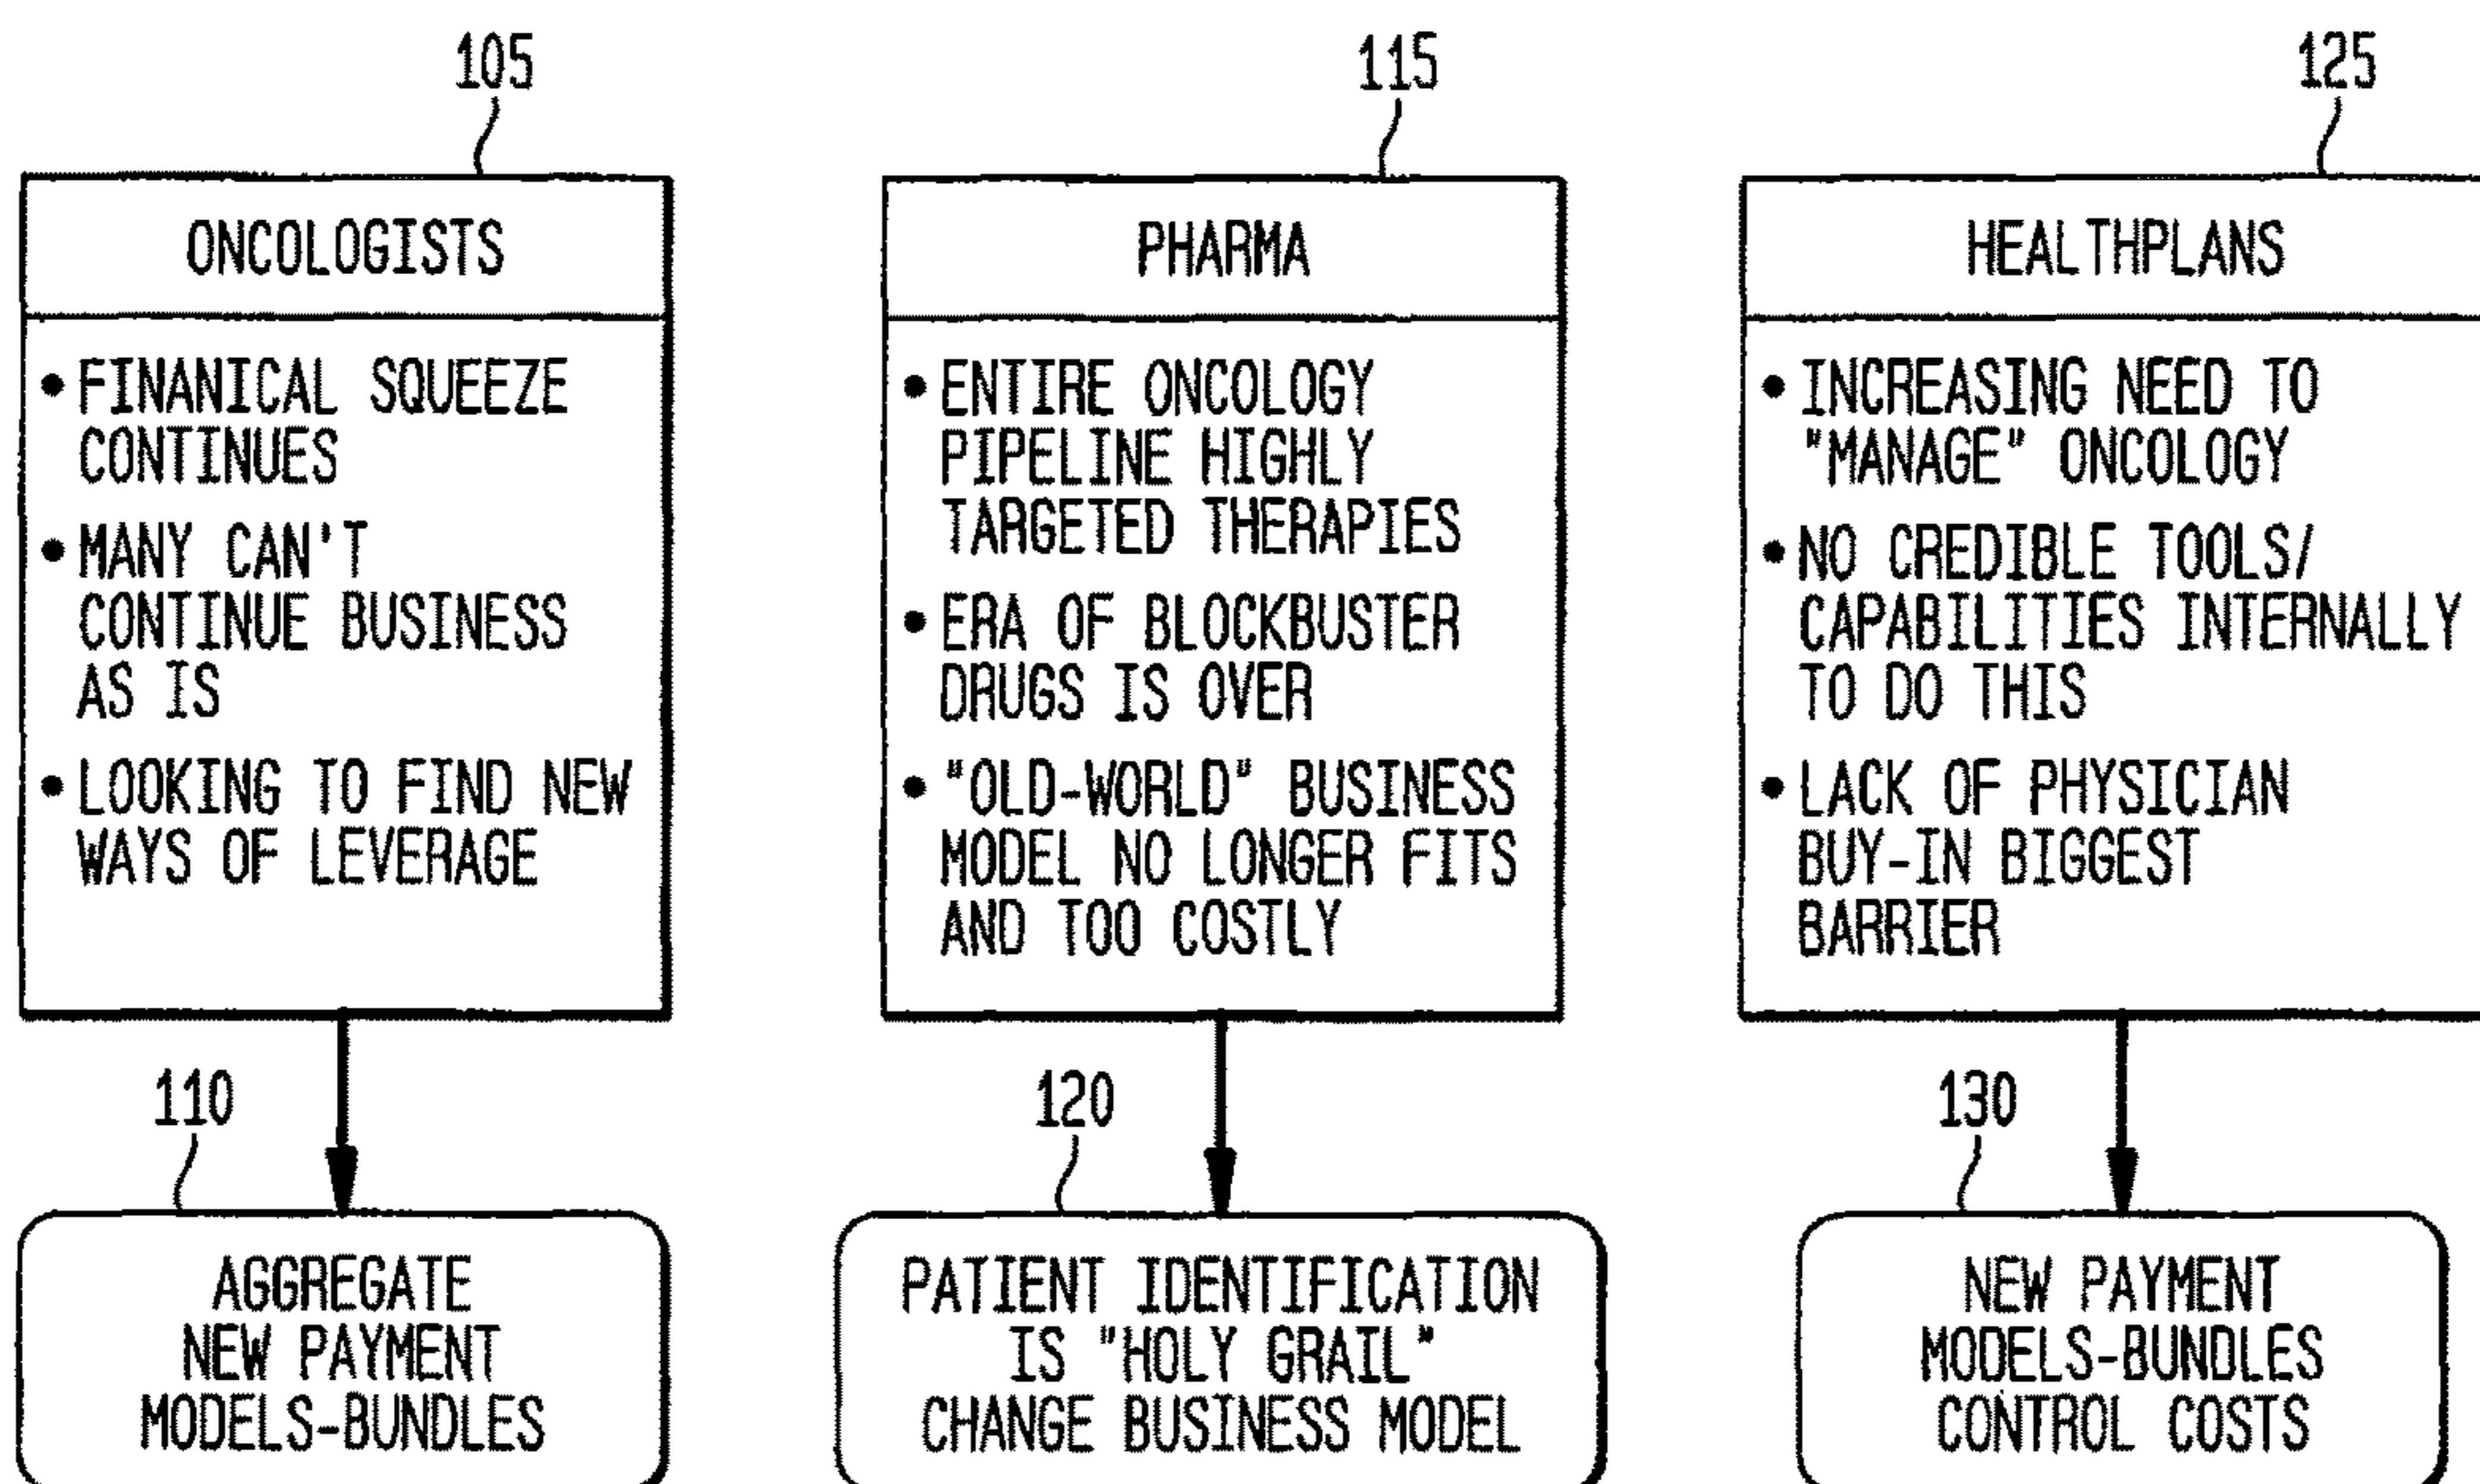 105
ONCOLOGISTS
• FINANICAL SQUEEZE
CONTINUES
• MANY CAN'T
CONTINUE BUSINESS
AS IS
• LOOKING TO FIND NEW
WAYS OF LEVERAGE
110
AGGREGATE
NEW PAYMENT
MODELS-BUNDLES
115
PHARMA
• ENTIRE ONCOLOGY
PIPELINE HIGHLY
TARGETED THERAPIES
• ERA OF BLOCKBUSTER
DRUGS IS OVER
• "OLD-WORLD" BUSINESS
MODEL NO LONGER FITS
AND TOO COSTLY
120
PATIENT IDENTIFICATION
IS "HOLY GRAIL"
CHANGE BUSINESS MODEL
125
HEALTHPLANS
• INCREASING NEED TO
"MANAGE" ONCOLOGY
• NO CREDIBLE TOOLS/
CAPABILITIES INTERNALLY
TO DO THIS
• LACK OF PHYSICIAN
BUY-IN BIGGEST
BARRIER
130
NEW PAYMENT
MODELS-BUNDLES
CONTROL COSTS